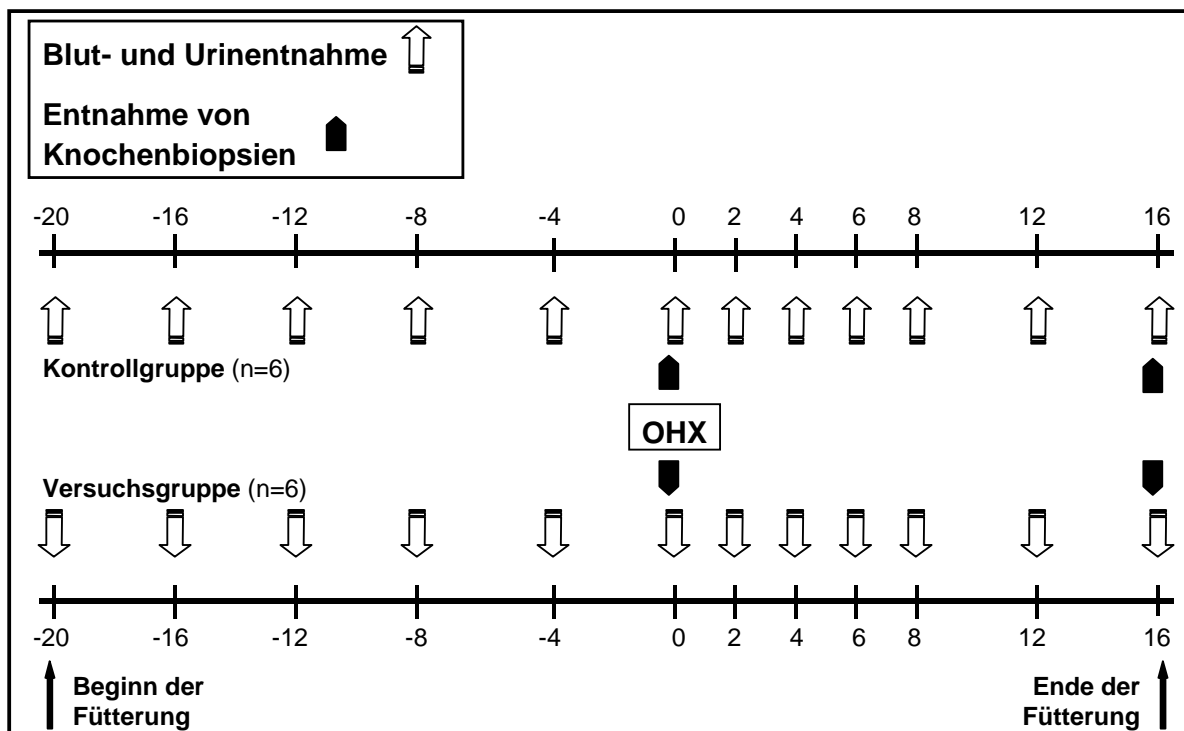 Blut- und Urinentnahme
Entnahme von
Knochenbiopsien
-20 -16 -12 -8 -4 0 2 4 6 8 12 16
Kontrollgruppe (n=6)
OHX
Versuchsgruppe (n=6)
-20 -16 -12 -8 -4 0 2 4 6 8 12 16
Beginn der
Fütterung
Ende der
Fütterung